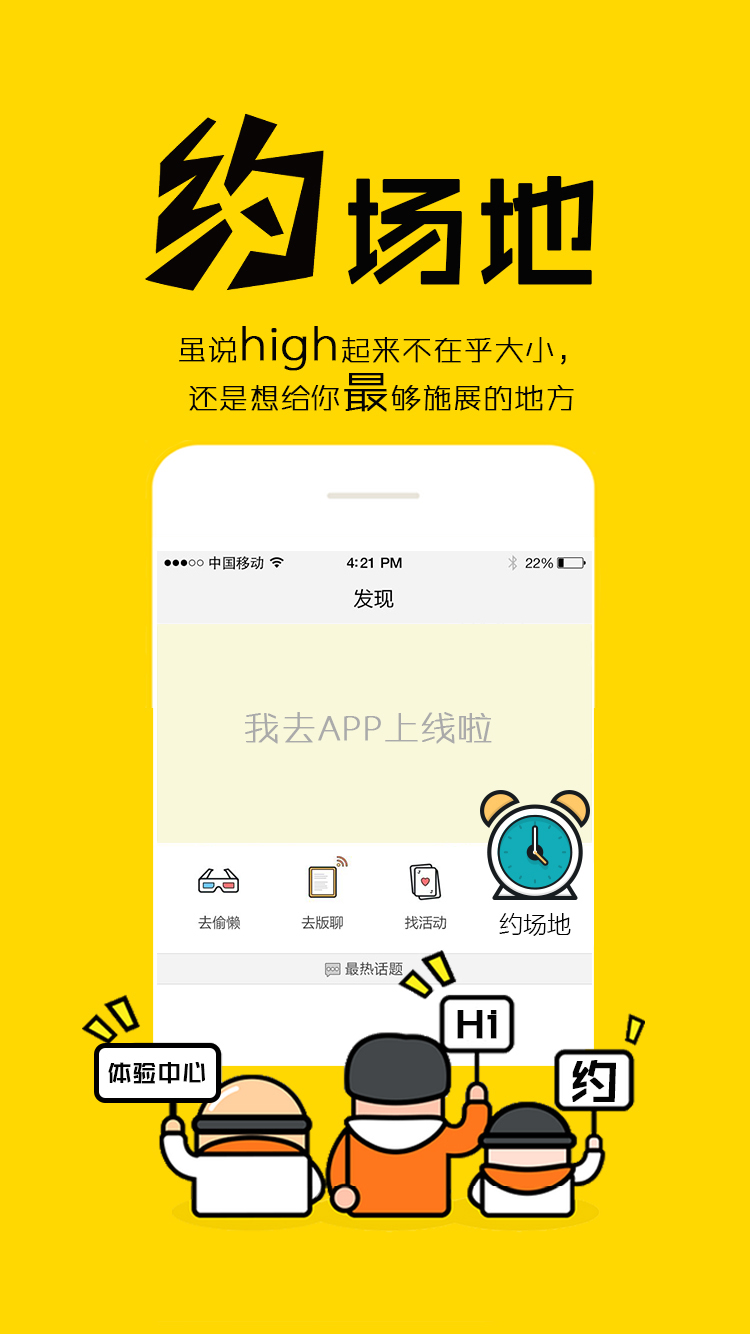 约场地
虽说high起来不在乎大小，
还是想给你最够施展的地方
中国移动 4:21 PM 22%
发现
我去APP上线啦
去偷懒 去版聊 找活动 约场地
最热话题
Hi
体验中心
约